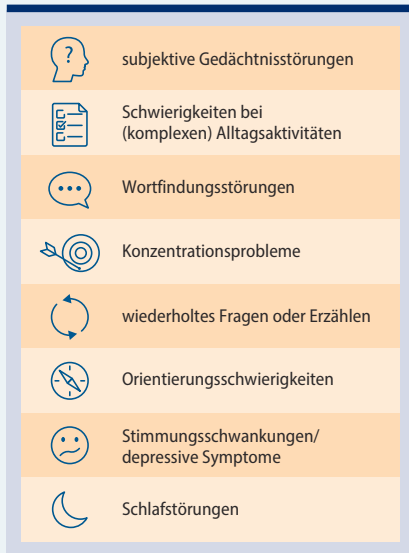 ?
subjektive Gedächtnisstörungen
Schwierigkeiten bei
(komplexen) Alltagsaktivitäten
Wortfindungsstörungen
Konzentrationsprobleme
wiederholtes Fragen oder Erzählen
Orientierungsschwierigkeiten
Stimmungsschwankungen/
depressive Symptome
Schlafstörungen